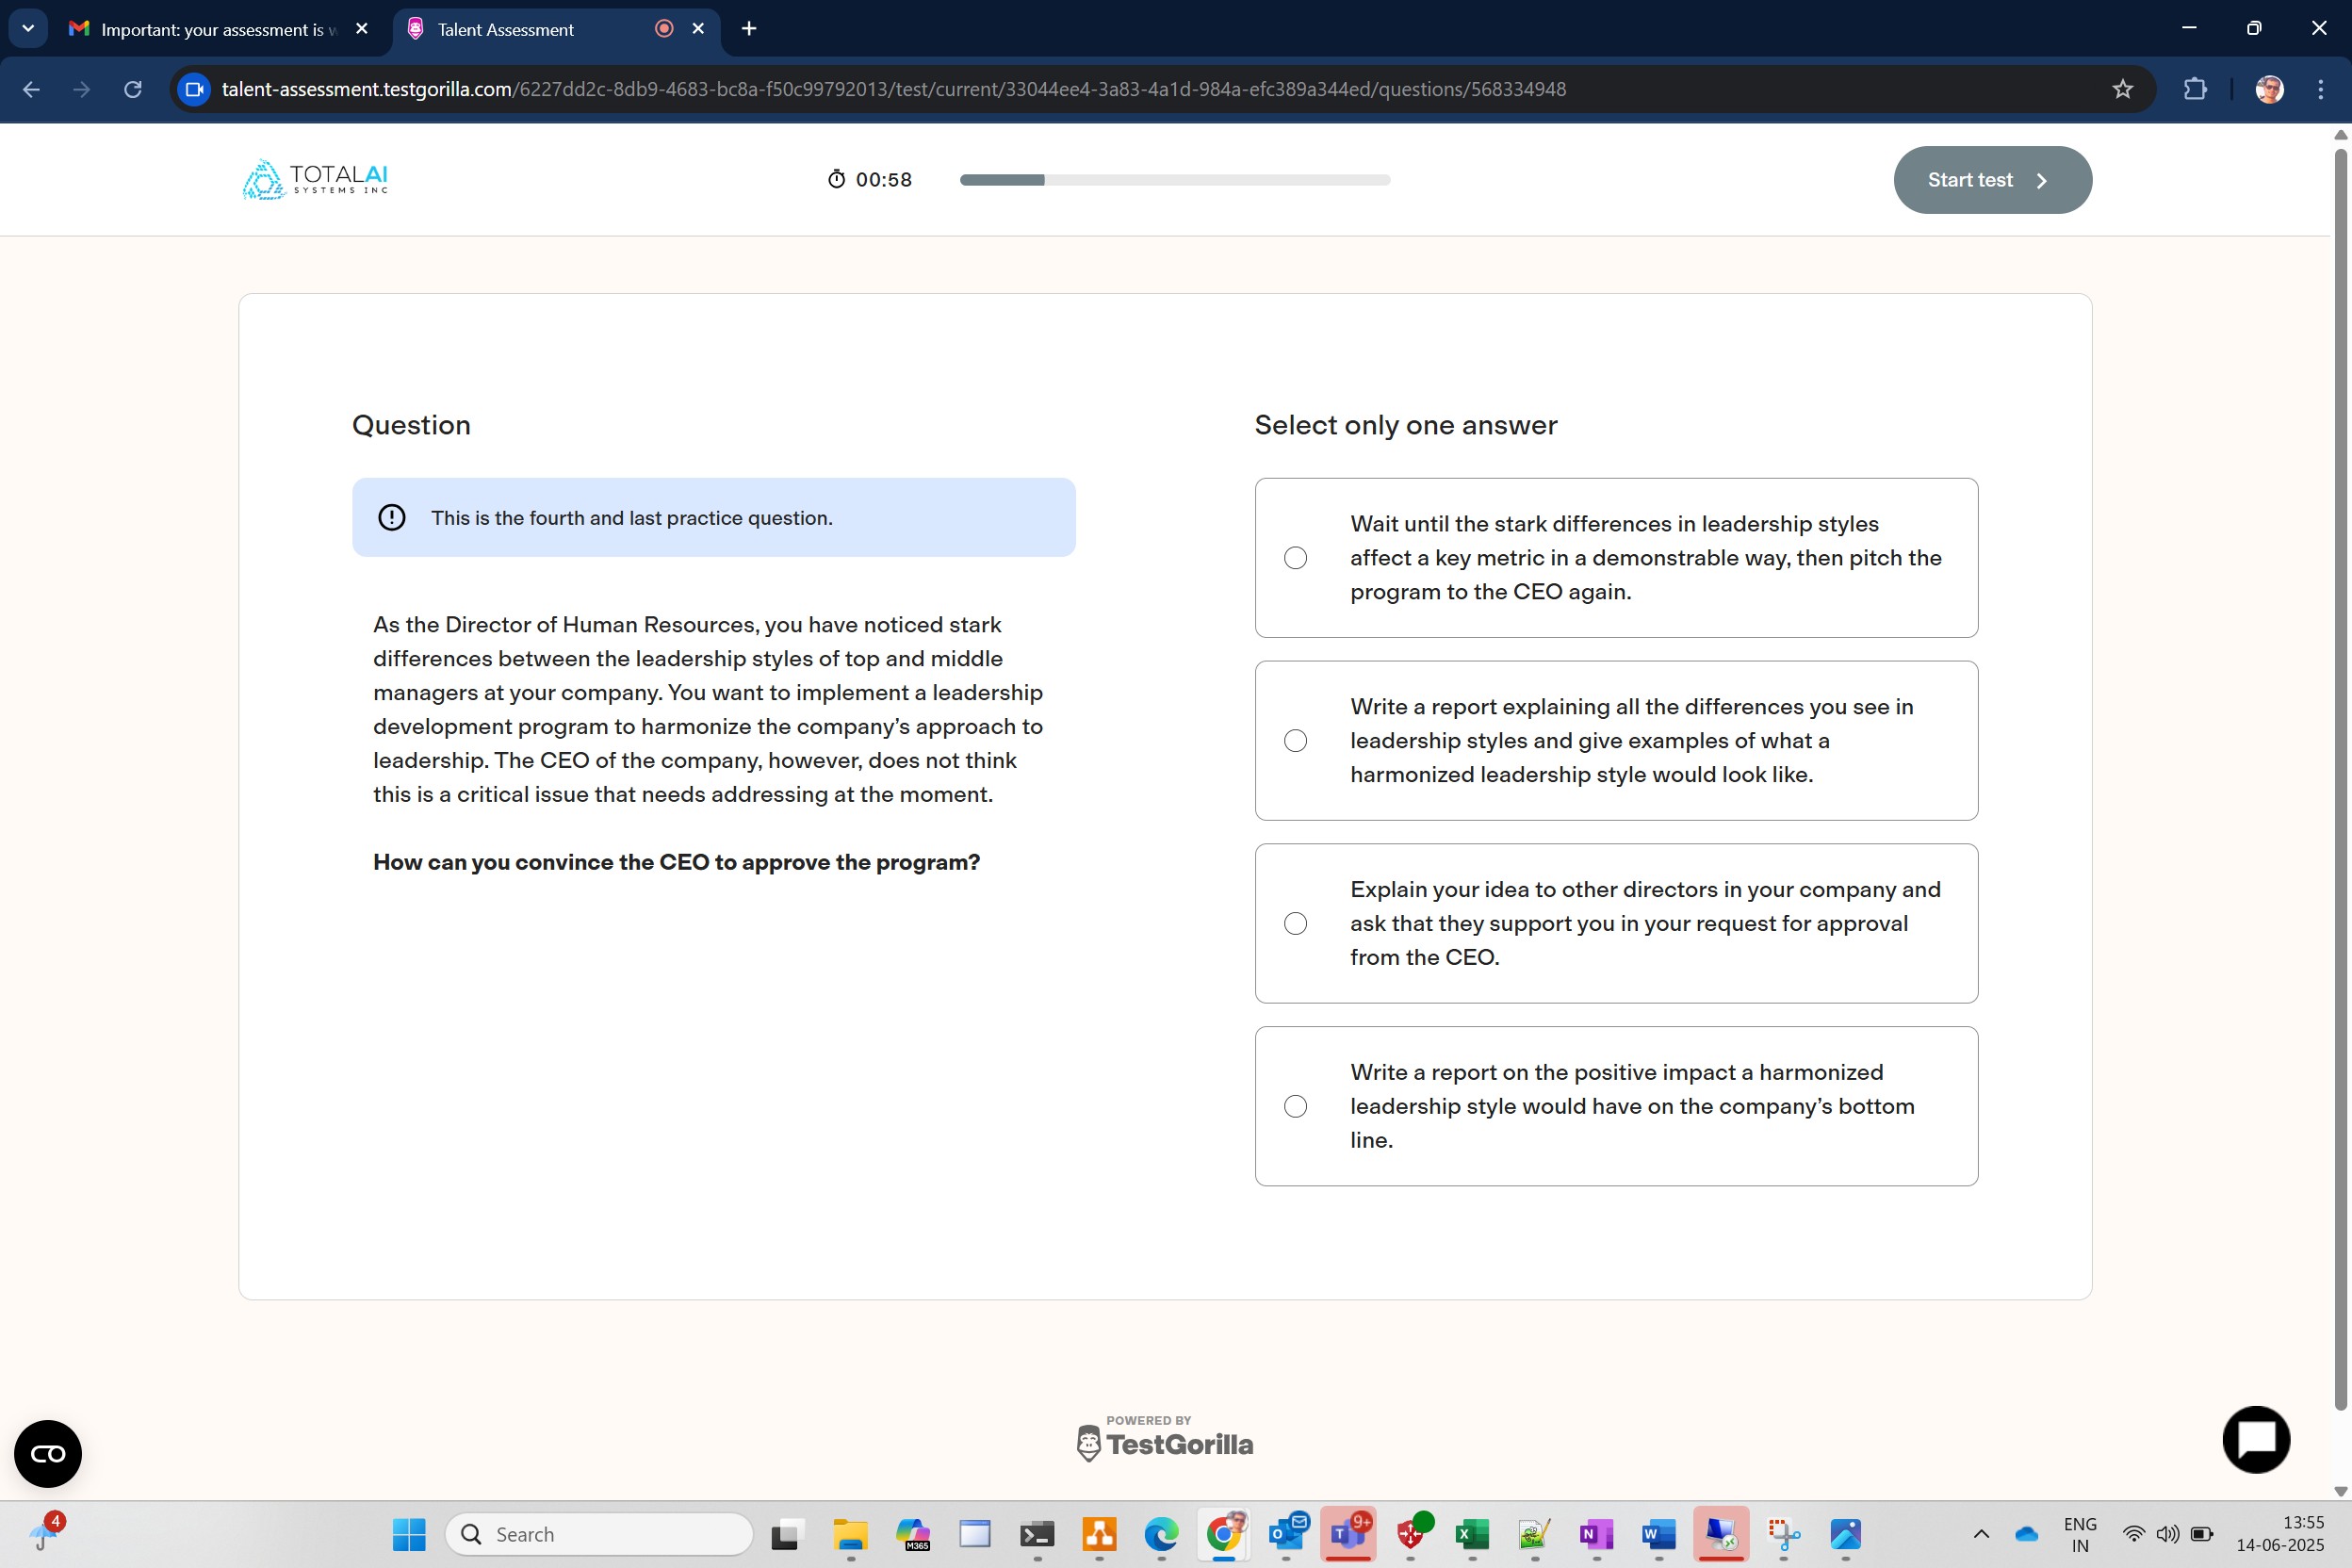 Important: your assessment is w
Talent Assessment
talent-assessment.testgorilla.com/6227dd2c-8db9-4683-bc8a-f50c99792013/test/current/33044ee4-3a83-4a1d-984a-efc389a344ed/questions/568334948
TOTALAI
SYSTEMS INC
00:58
Start test
Question
This is the fourth and last practice question.
As the Director of Human Resources, you have noticed stark
differences between the leadership styles of top and middle
managers at your company. You want to implement a leadership
development program to harmonize the company’s approach to
leadership. The CEO of the company, however, does not think
this is a critical issue that needs addressing at the moment.
How can you convince the CEO to approve the program?
Select only one answer
Wait until the stark differences in leadership styles
affect a key metric in a demonstrable way, then pitch the
program to the CEO again.
Write a report explaining all the differences you see in
leadership styles and give examples of what a
harmonized leadership style would look like.
Explain your idea to other directors in your company and
ask that they support you in your request for approval
from the CEO.
Write a report on the positive impact a harmonized
leadership style would have on the company’s bottom
line.
POWERED BY
TestGorilla
4
Search
M365
O
T
9+
X
N
W
ENG
IN
13:55
14-06-2025